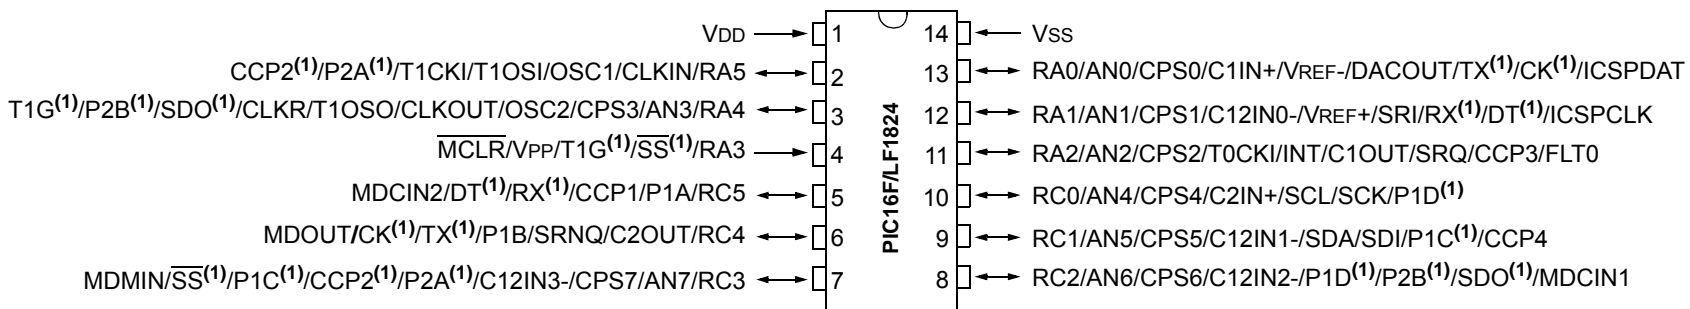 VDD 1 14 VSS
CCP2(1)/P2A(1)/T1CKI/T1OSI/OSC1/CLKIN/RA5 2 13 RA0/AN0/CPS0/C1IN+/VREF-/DACOUT/TX(1)/CK(1)/ICSPDAT
T1G(1)/P2B(1)/SDO(1)/CLKR/T1OSO/CLKOUT/OSC2/CPS3/AN3/RA4 3 12 RA1/AN1/CPS1/C12IN0-/VREF+/SRI/RX(1)/DT(1)/ICSPCLK
MCLR/VPP/T1G(1)/SS(1)/RA3 4 11 RA2/AN2/CPS2/T0CKI/INT/C1OUT/SRQ/CCP3/FLT0
MDCIN2/DT(1)/RX(1)/CCP1/P1A/RC5 5 10 RC0/AN4/CPS4/C2IN+/SCL/SCK/P1D(1)
MDOUT/CK(1)/TX(1)/P1B/SRNQ/C2OUT/RC4 6 9 RC1/AN5/CPS5/C12IN1-/SDA/SDI/P1C(1)/CCP4
MDMIN/SS(1)/P1C(1)/CCP2(1)/P2A(1)/C12IN3-/CPS7/AN7/RC3 7 8 RC2/AN6/CPS6/C12IN2-/P1D(1)/P2B(1)/SDO(1)/MDCIN1
PIC16F/LF1824